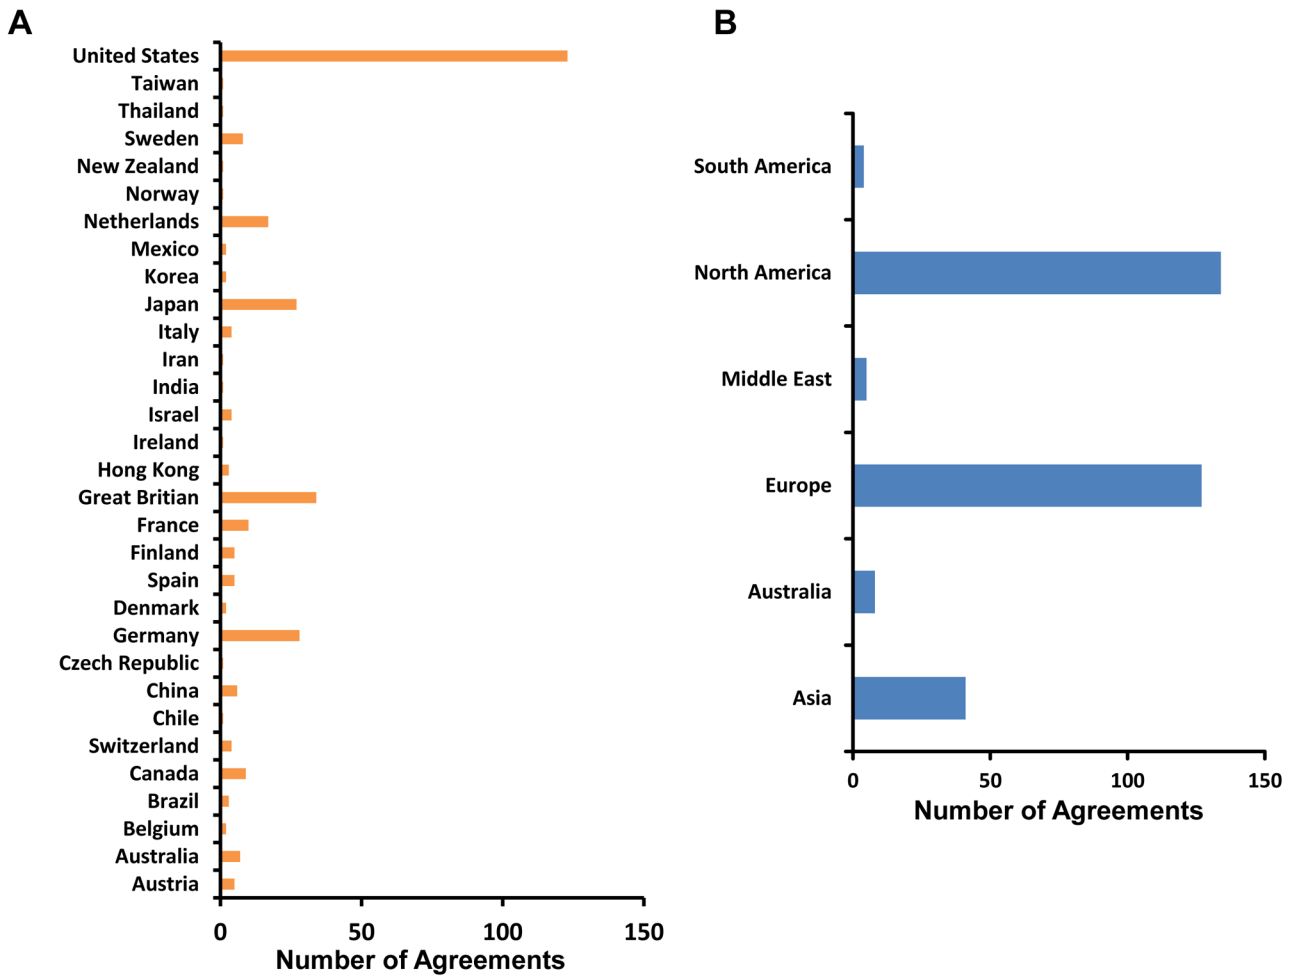 A
United States
Taiwan
Thailand
Sweden
New Zealand
Norway
Netherlands
Mexico
Korea
Japan
Italy
Iran
India
Israel
Ireland
Hong Kong
Great Britian
France
Finland
Spain
Denmark
Germany
Czech Republic
China
Chile
Switzerland
Canada
Brazil
Belgium
Australia
Austria
0 50 100 150
Number of Agreements
B
South America
North America
Middle East
Europe
Australia
Asia
0 50 100 150
Number of Agreements